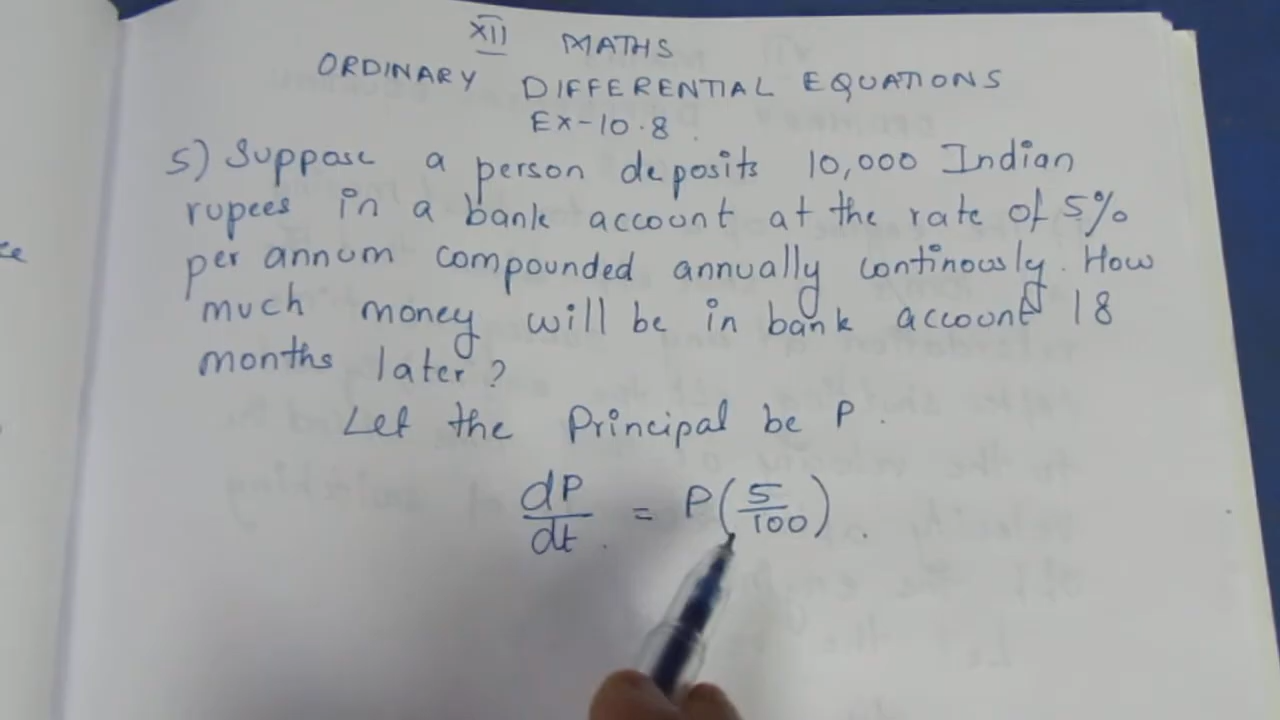 XII MATHS
ORDINARY DIFFERENTIAL EQUATIONS
Ex-10.8
5) Suppose a person deposits 10,000 Indian
rupees in a bank account at the rate of 5%
per annum compounded annually continously. How
much money will be in bank account 18
months later?
Let the Principal be P.
dP/dt = P(5/100).